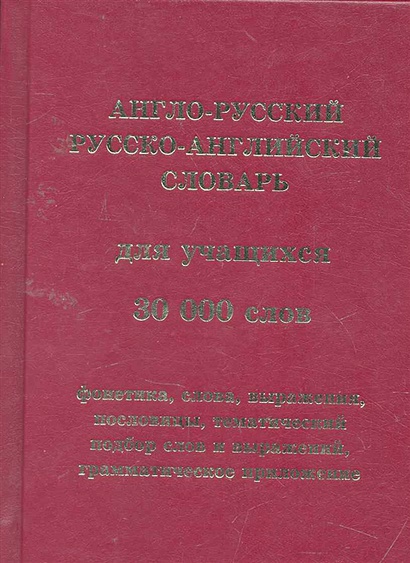 АНГЛО-РУССКИЙ
РУССКО-АНГЛИЙСКИЙ
СЛОВАРЬ
для учащихся
30 000 слов
фонетика, слова, выражения,
пословицы, тематический
подбор слов и выражений,
грамматическое приложение